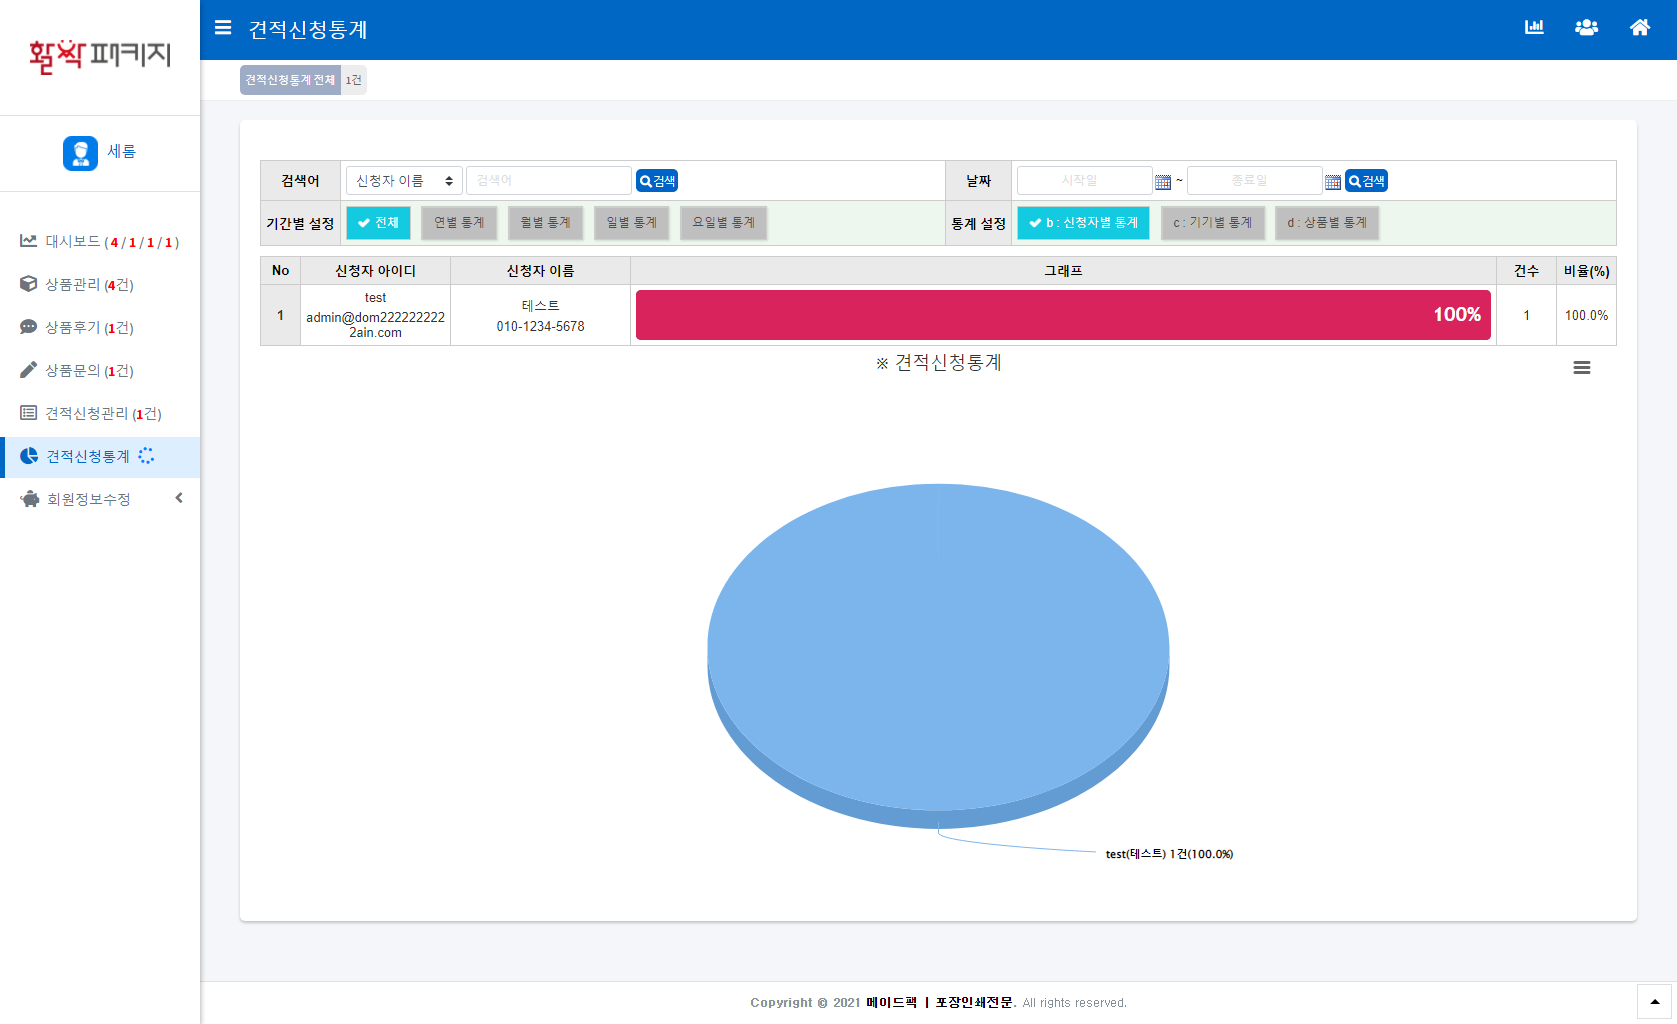 활짝패키지
견적신청통계
견적신청통계 전체 1건
세롬
대시보드 ( 4 / 1 / 1 / 1 )
상품관리 (4건)
상품후기 (1건)
상품문의 (1건)
견적신청관리 (1건)
견적신청통계
회원정보수정
검색어 신청자 이름 검색어 검색 날짜 시작일 ~ 종료일 검색
기간별 설정 전체 연별 통계 월별 통계 일별 통계 요일별 통계 통계 설정 b : 신청자별 통계 c : 기기별 통계 d : 상품별 통계
No 신청자 아이디 신청자 이름 그래프 건수 비율(%)
1 test
admin@dom222222222
2ain.com
테스트
010-1234-5678
100% 1 100.0%
※ 견적신청통계
test(테스트) 1건(100.0%)
Copyright © 2021 메이드팩 ㅣ 포장인쇄전문. All rights reserved.